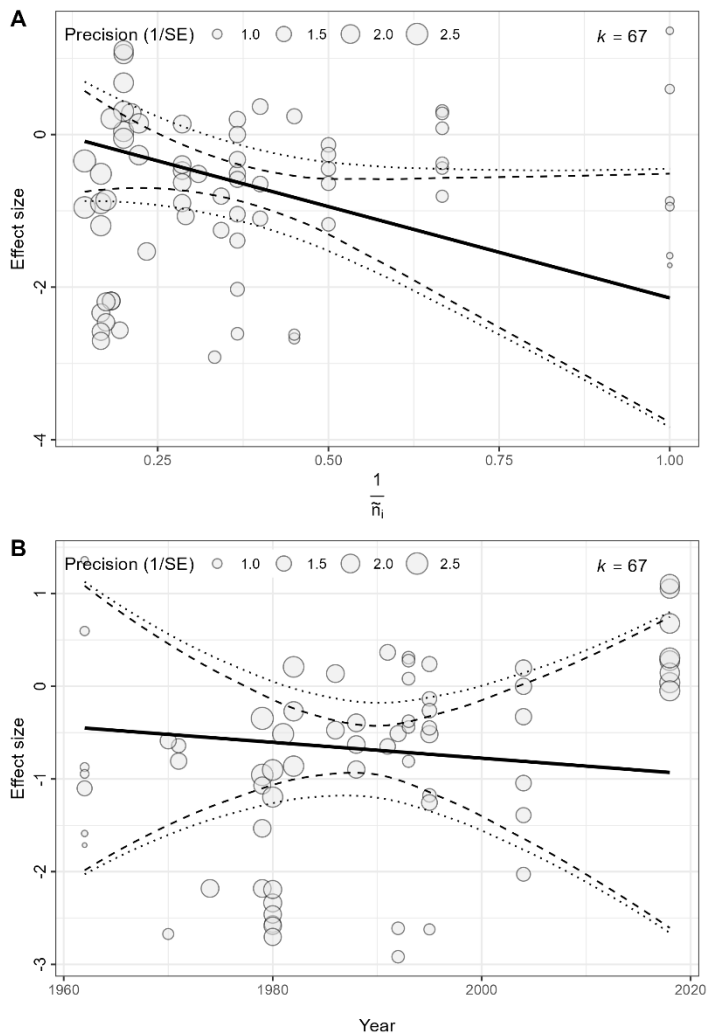 A
Precision (1/SE) 1.0 1.5 2.0 2.5 k = 67
0
-2
-4
Effect size
0.25 0.50 0.75 1.00
1
ñi
B
Precision (1/SE) 1.0 1.5 2.0 2.5 k = 67
1
0
-1
-2
-3
Effect size
1960 1980 2000 2020
Year